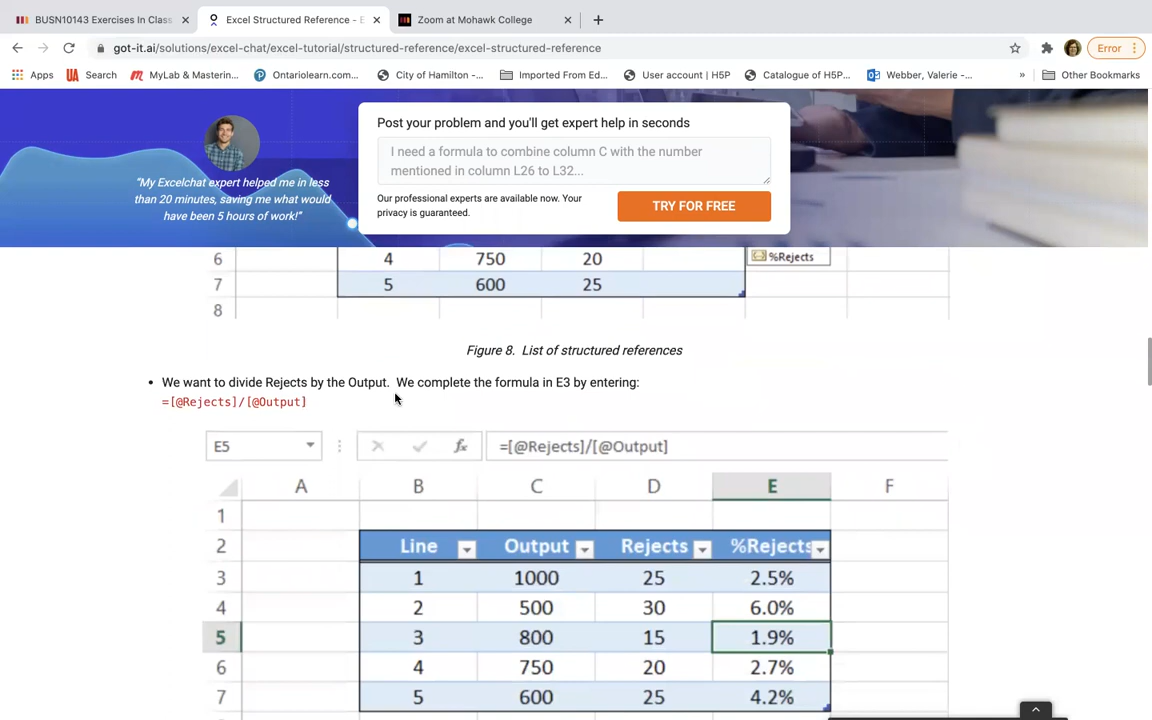 BUSN10143 Exercises In Class
Excel Structured Reference - E
Zoom at Mohawk College
got-it.ai/solutions/excel-chat/excel-tutorial/structured-reference/excel-structured-reference
Error
Apps
UA Search
MyLab & Masterin...
Ontariolearn.com...
City of Hamilton -...
Imported From Ed...
User account | H5P
Catalogue of H5P...
Webber, Valerie -...
»
Other Bookmarks
Post your problem and you'll get expert help in seconds
I need a formula to combine column C with the number
mentioned in column L26 to L32...
Our professional experts are available now. Your
privacy is guaranteed.
TRY FOR FREE
“My Excelchat expert helped me in less
than 20 minutes, saving me what would
have been 5 hours of work!”
6 4 750 20 %Rejects
7 5 600 25
8
Figure 8. List of structured references
• We want to divide Rejects by the Output. We complete the formula in E3 by entering:
=[@Rejects]/[@Output]
E5 fx =[@Rejects]/[@Output]
A B C D E F
1
2 Line Output Rejects %Rejects
3 1 1000 25 2.5%
4 2 500 30 6.0%
5 3 800 15 1.9%
6 4 750 20 2.7%
7 5 600 25 4.2%